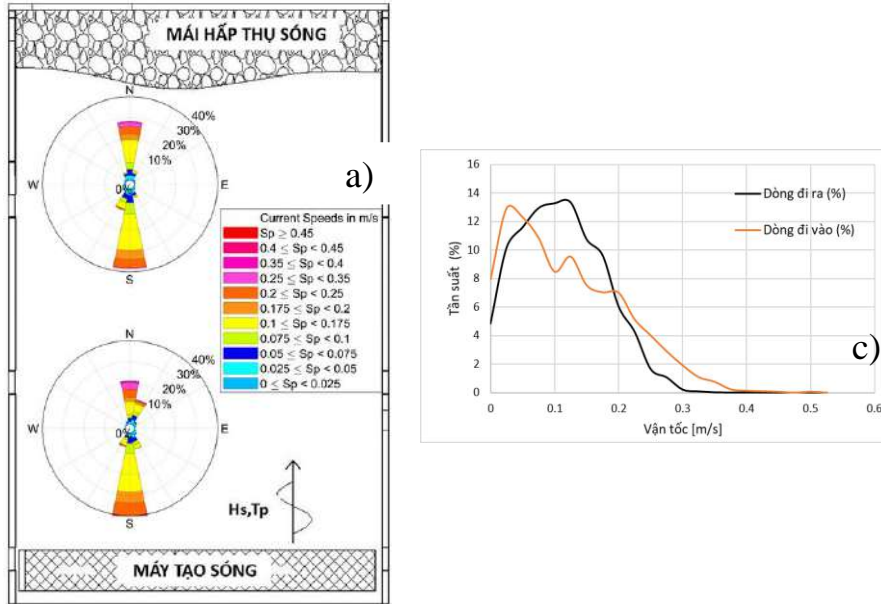 MÁI HẤP THỤ SÓNG
N
40%
30%
20%
10%
0%
W
E
S
a)
Current Speeds in m/s
Sp ≥ 0.45
0.4 ≤ Sp < 0.45
0.35 ≤ Sp < 0.4
0.25 ≤ Sp < 0.35
0.2 ≤ Sp < 0.25
0.175 ≤ Sp < 0.2
0.1 ≤ Sp < 0.175
0.075 ≤ Sp < 0.1
0.05 ≤ Sp < 0.075
0.025 ≤ Sp < 0.05
0 ≤ Sp < 0.025
N
40%
30%
20%
10%
0%
W
E
S
Hs,Tp
MÁY TẠO SÓNG
16
14
12
10
8
6
4
2
0
Tần suất (%)
Dòng đi ra (%)
Dòng đi vào (%)
c)
0
0.1
0.2
0.3
0.4
0.5
0.6
Vận tốc [m/s]